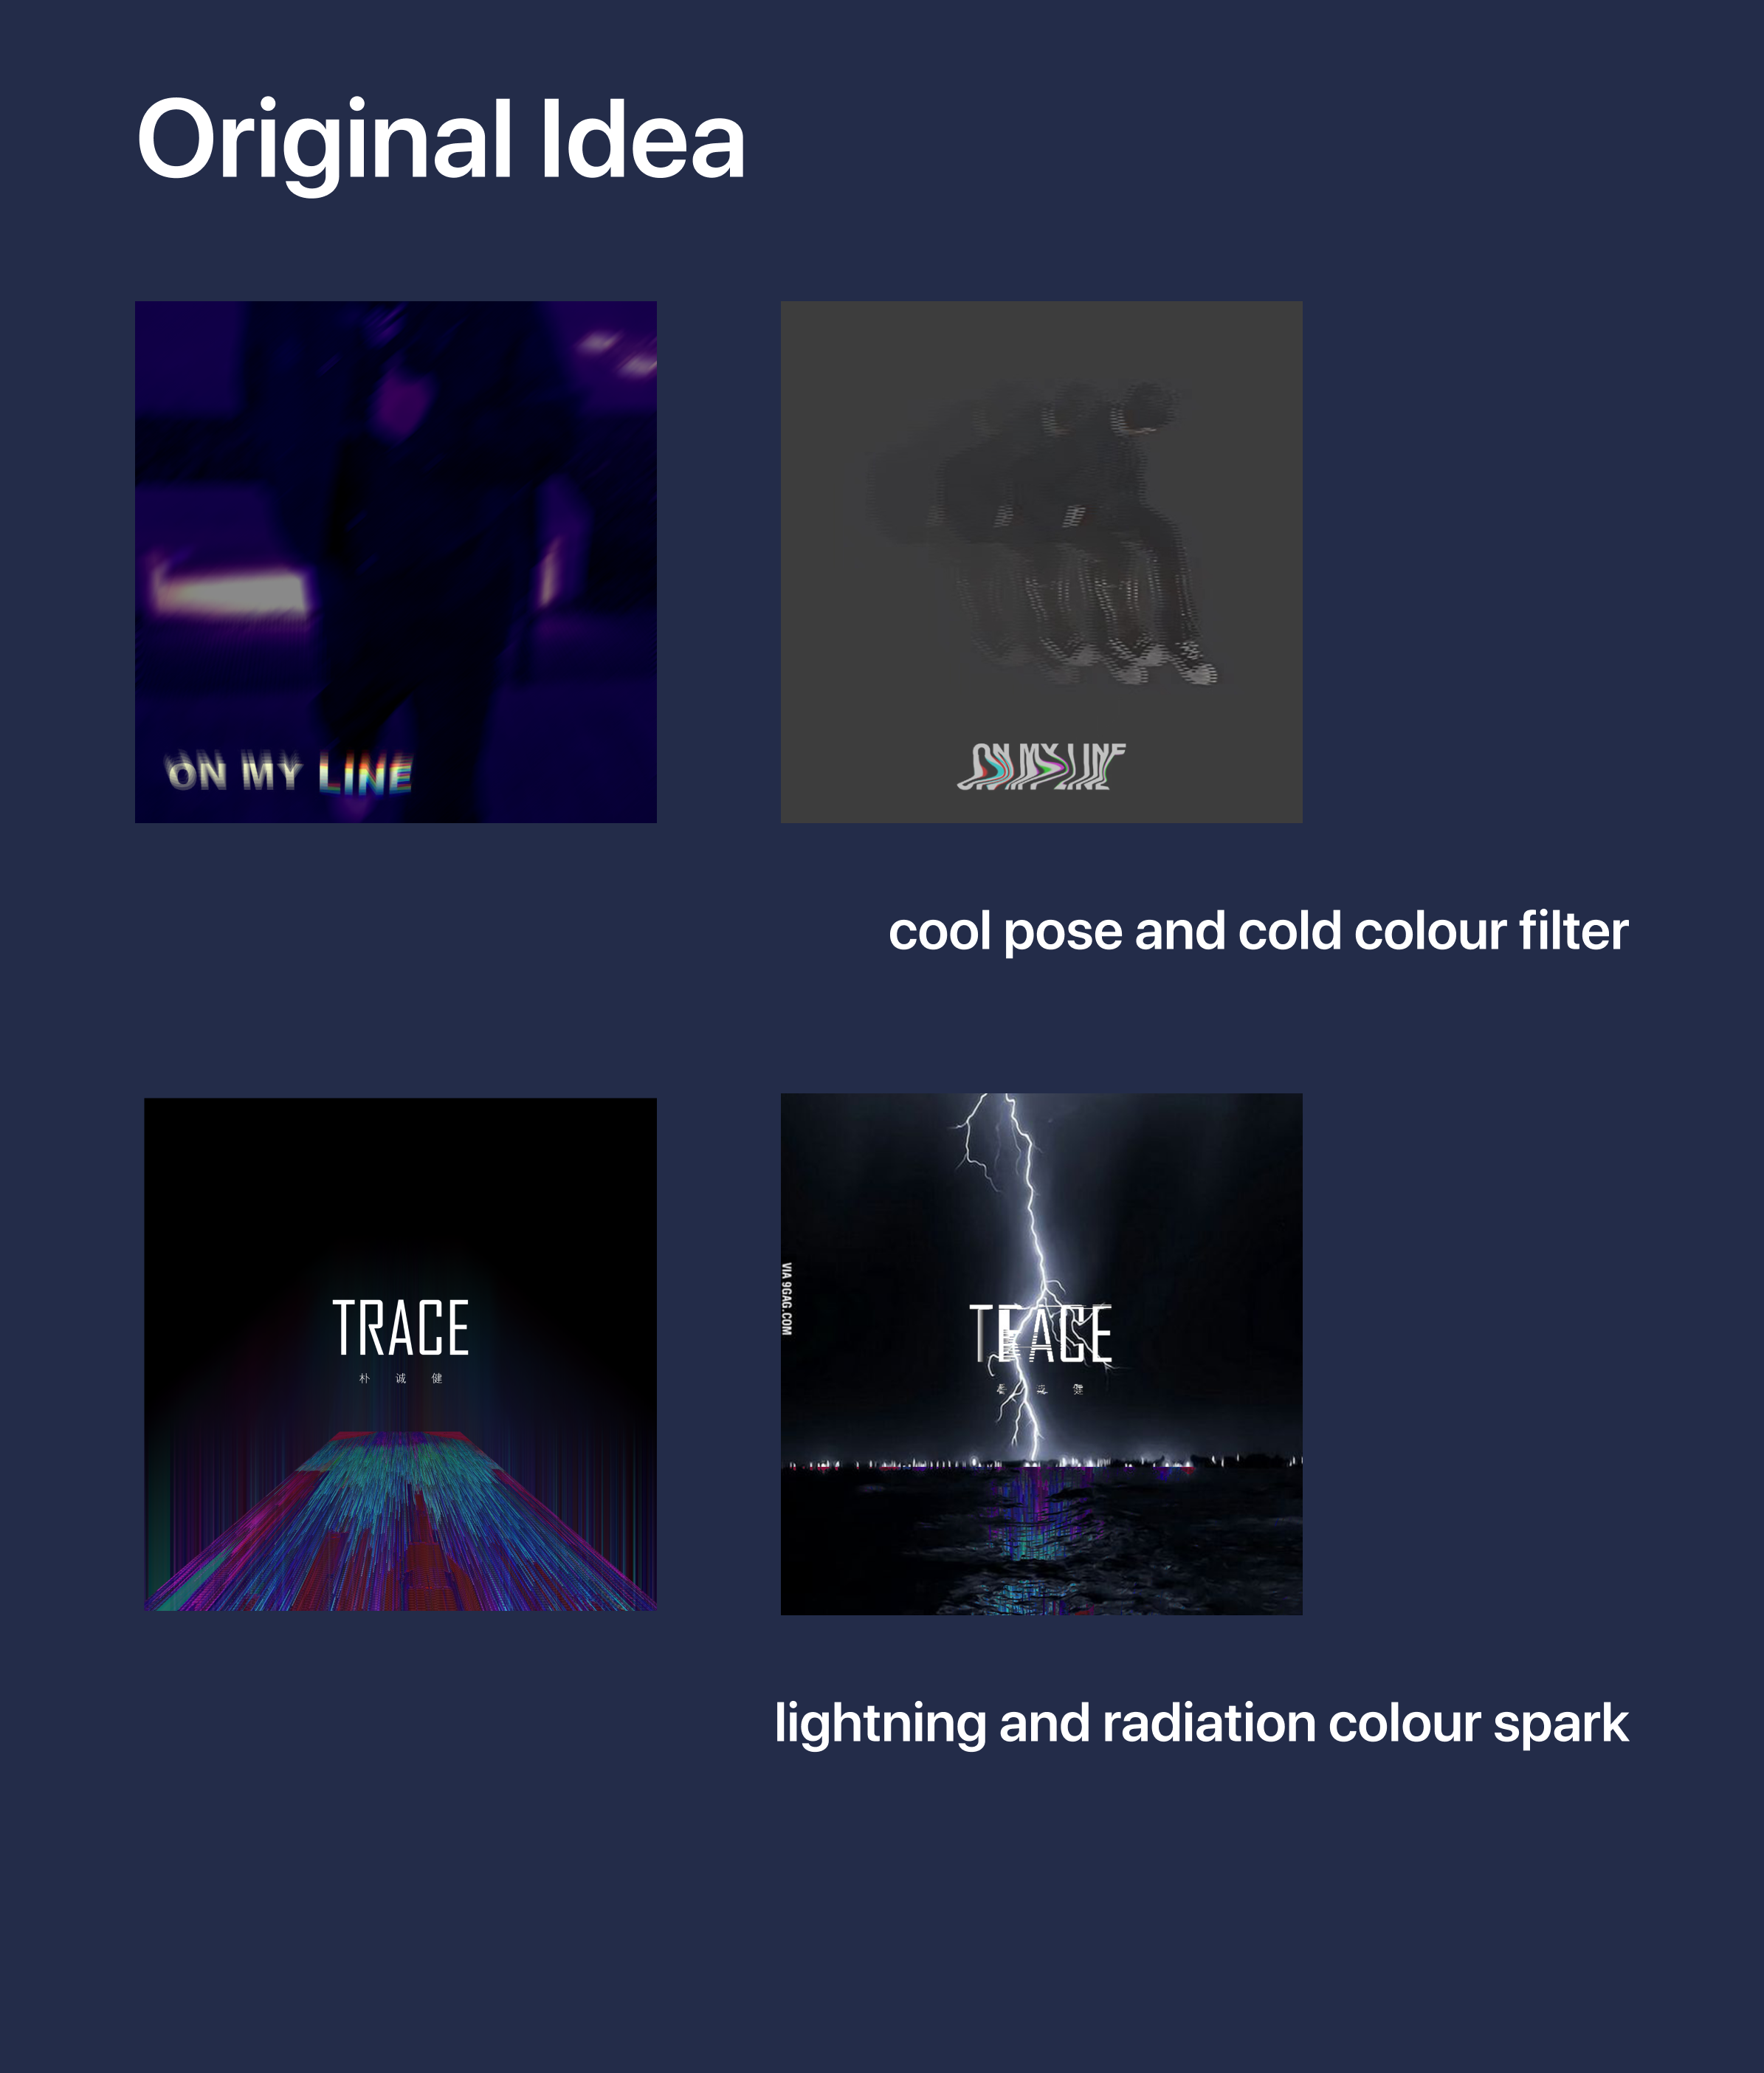 Original Idea
ON MY LINE
ON MY LINE
cool pose and cold colour filter
TRACE
朴 诚 健
VIA 9GAG.COM
TRACE
lightning and radiation colour spark